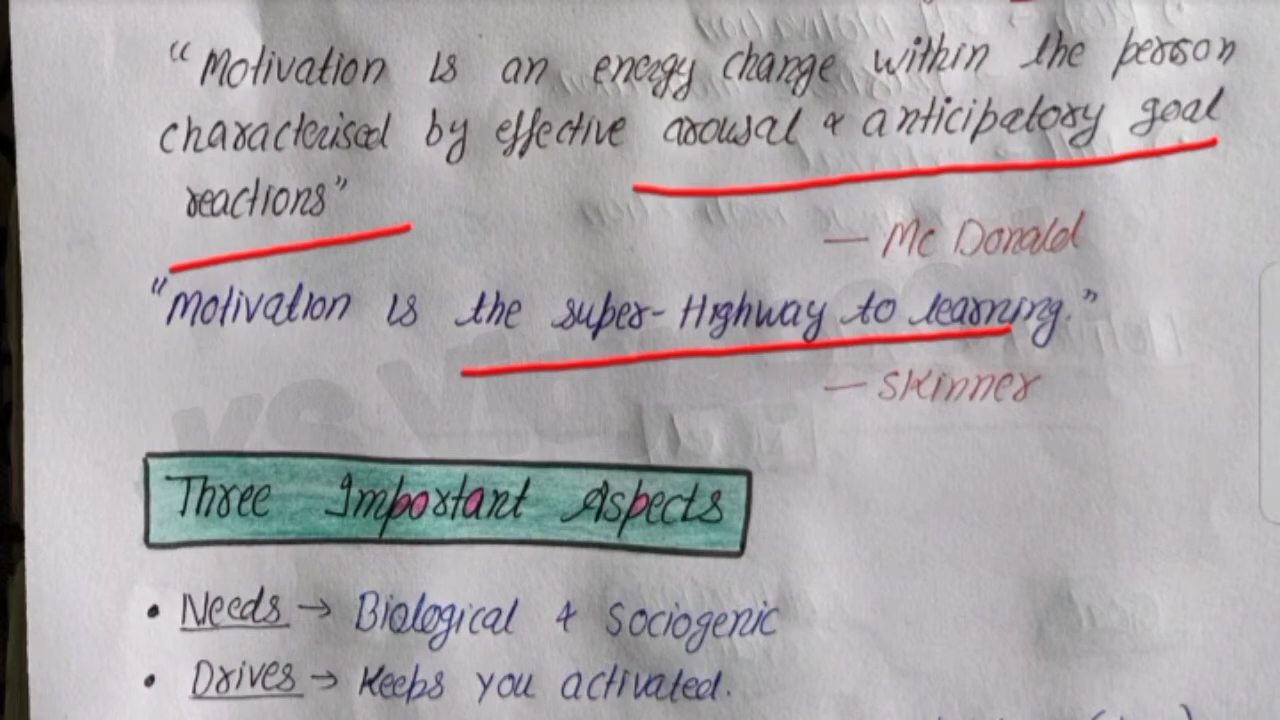 "Motivation is an energy change within the person
characterised by effective arousal & anticipatory goal
reactions"
— Mc Donald
"Motivation is the super-Highway to learning."
— Skinner
Three Important Aspects
• Needs → Biological & Sociogenic
• Drives → Keeps you activated.